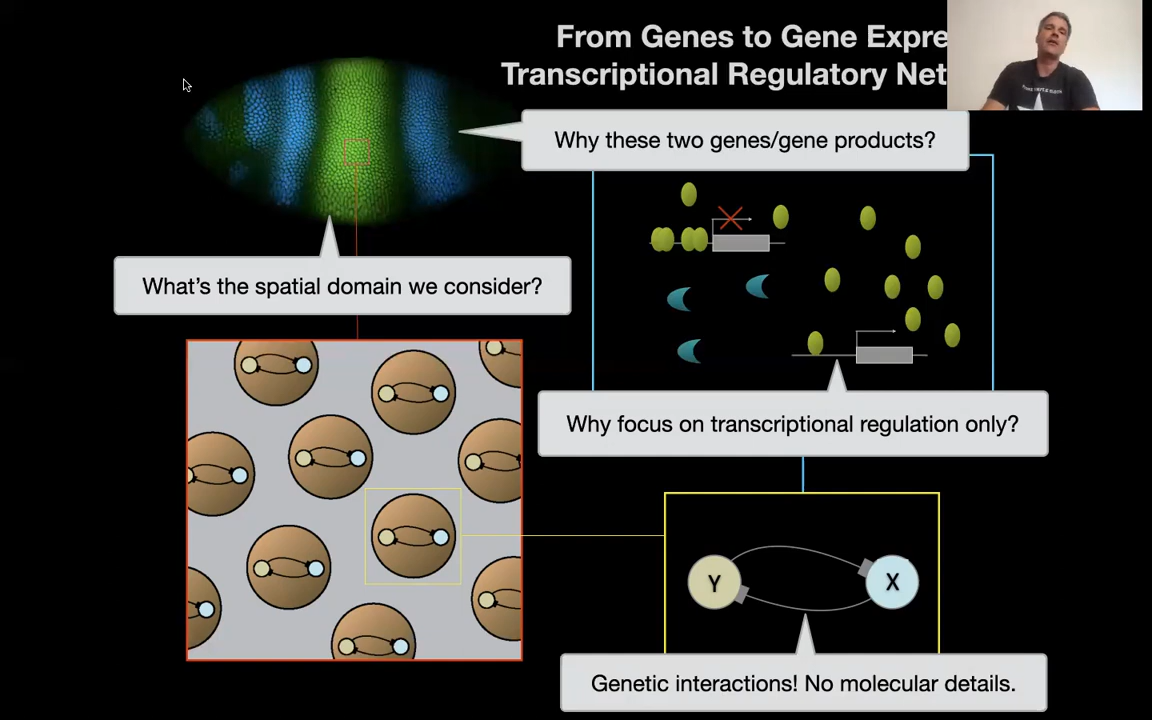 From Genes to Gene Expre
Transcriptional Regulatory Net
Why these two genes/gene products?
What's the spatial domain we consider?
Why focus on transcriptional regulation only?
Y
X
Genetic interactions! No molecular details.